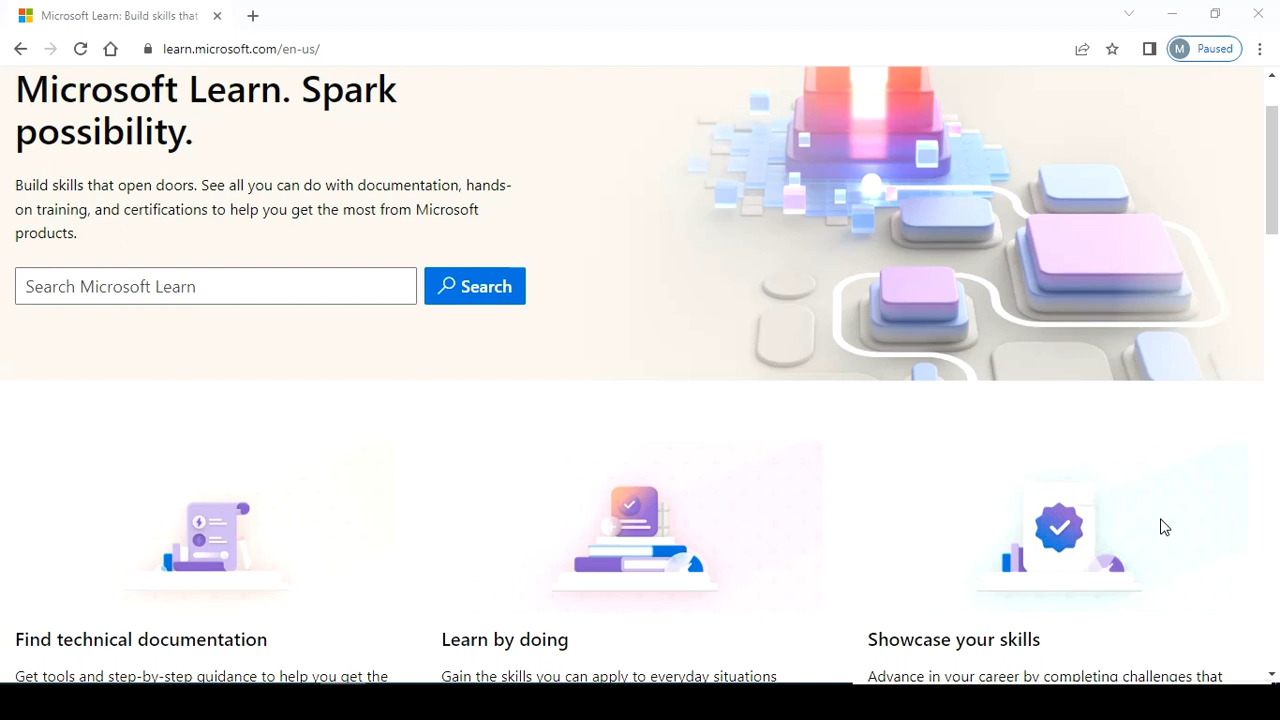 Microsoft Learn: Build skills that
learn.microsoft.com/en-us/
M Paused
Microsoft Learn. Spark
possibility.
Build skills that open doors. See all you can do with documentation, hands-
on training, and certifications to help you get the most from Microsoft
products.
Search Microsoft Learn
Search
Find technical documentation
Learn by doing
Showcase your skills
Get tools and step-by-step guidance to help you get the
Gain the skills you can apply to everyday situations
Advance in your career by completing challenges that